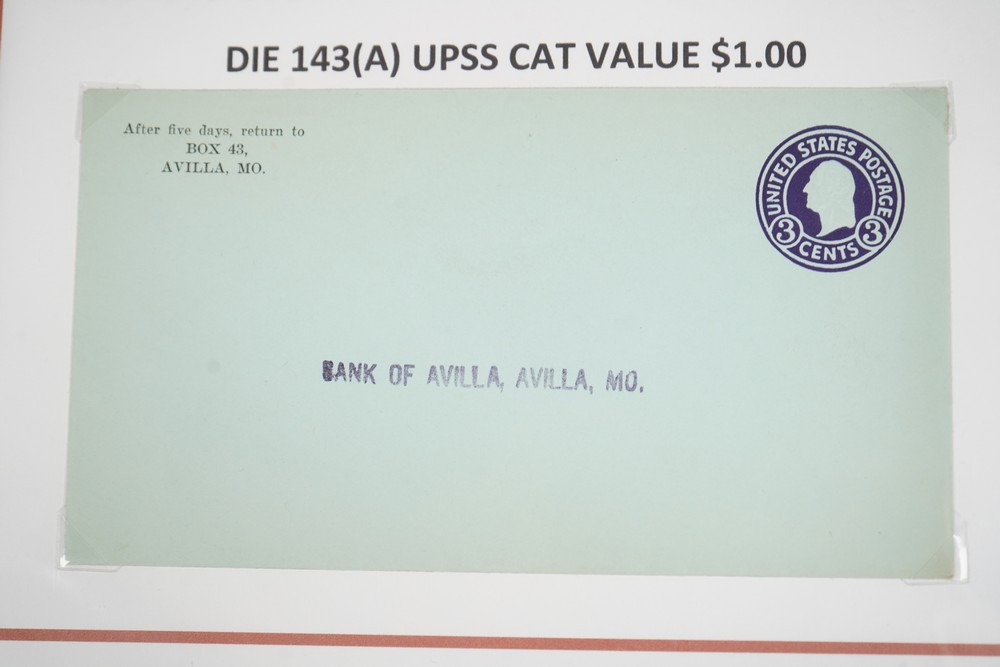 DIE 143(A) UPSS CAT VALUE $1.00
After five days, return to
BOX 43,
AVILLA, MO.
UNITED STATES POSTAGE
3 CENTS 3
BANK OF AVILLA, AVILLA, MO.